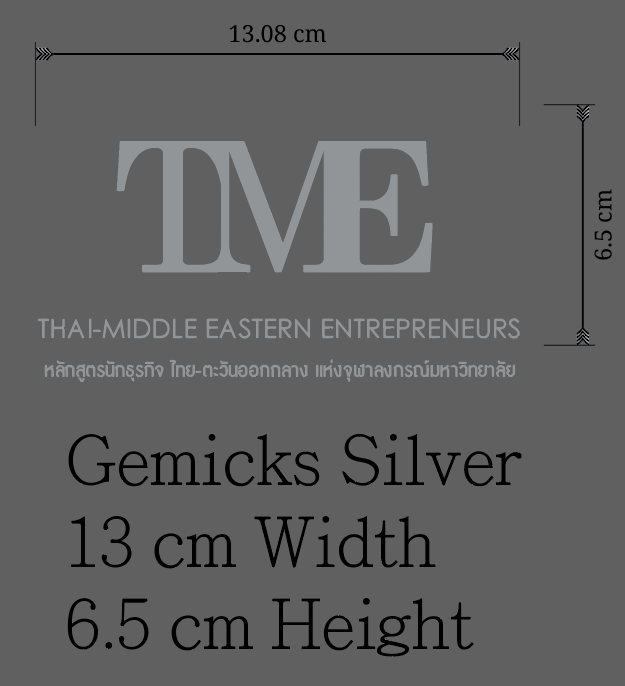 13.08 cm
6.5 cm
TME
THAI-MIDDLE EASTERN ENTREPRENEURS
หลักสูตรนักธุรกิจ ไทย-ตะวันออกกลาง แห่งจุฬาลงกรณ์มหาวิทยาลัย
Gemicks Silver
13 cm Width
6.5 cm Height